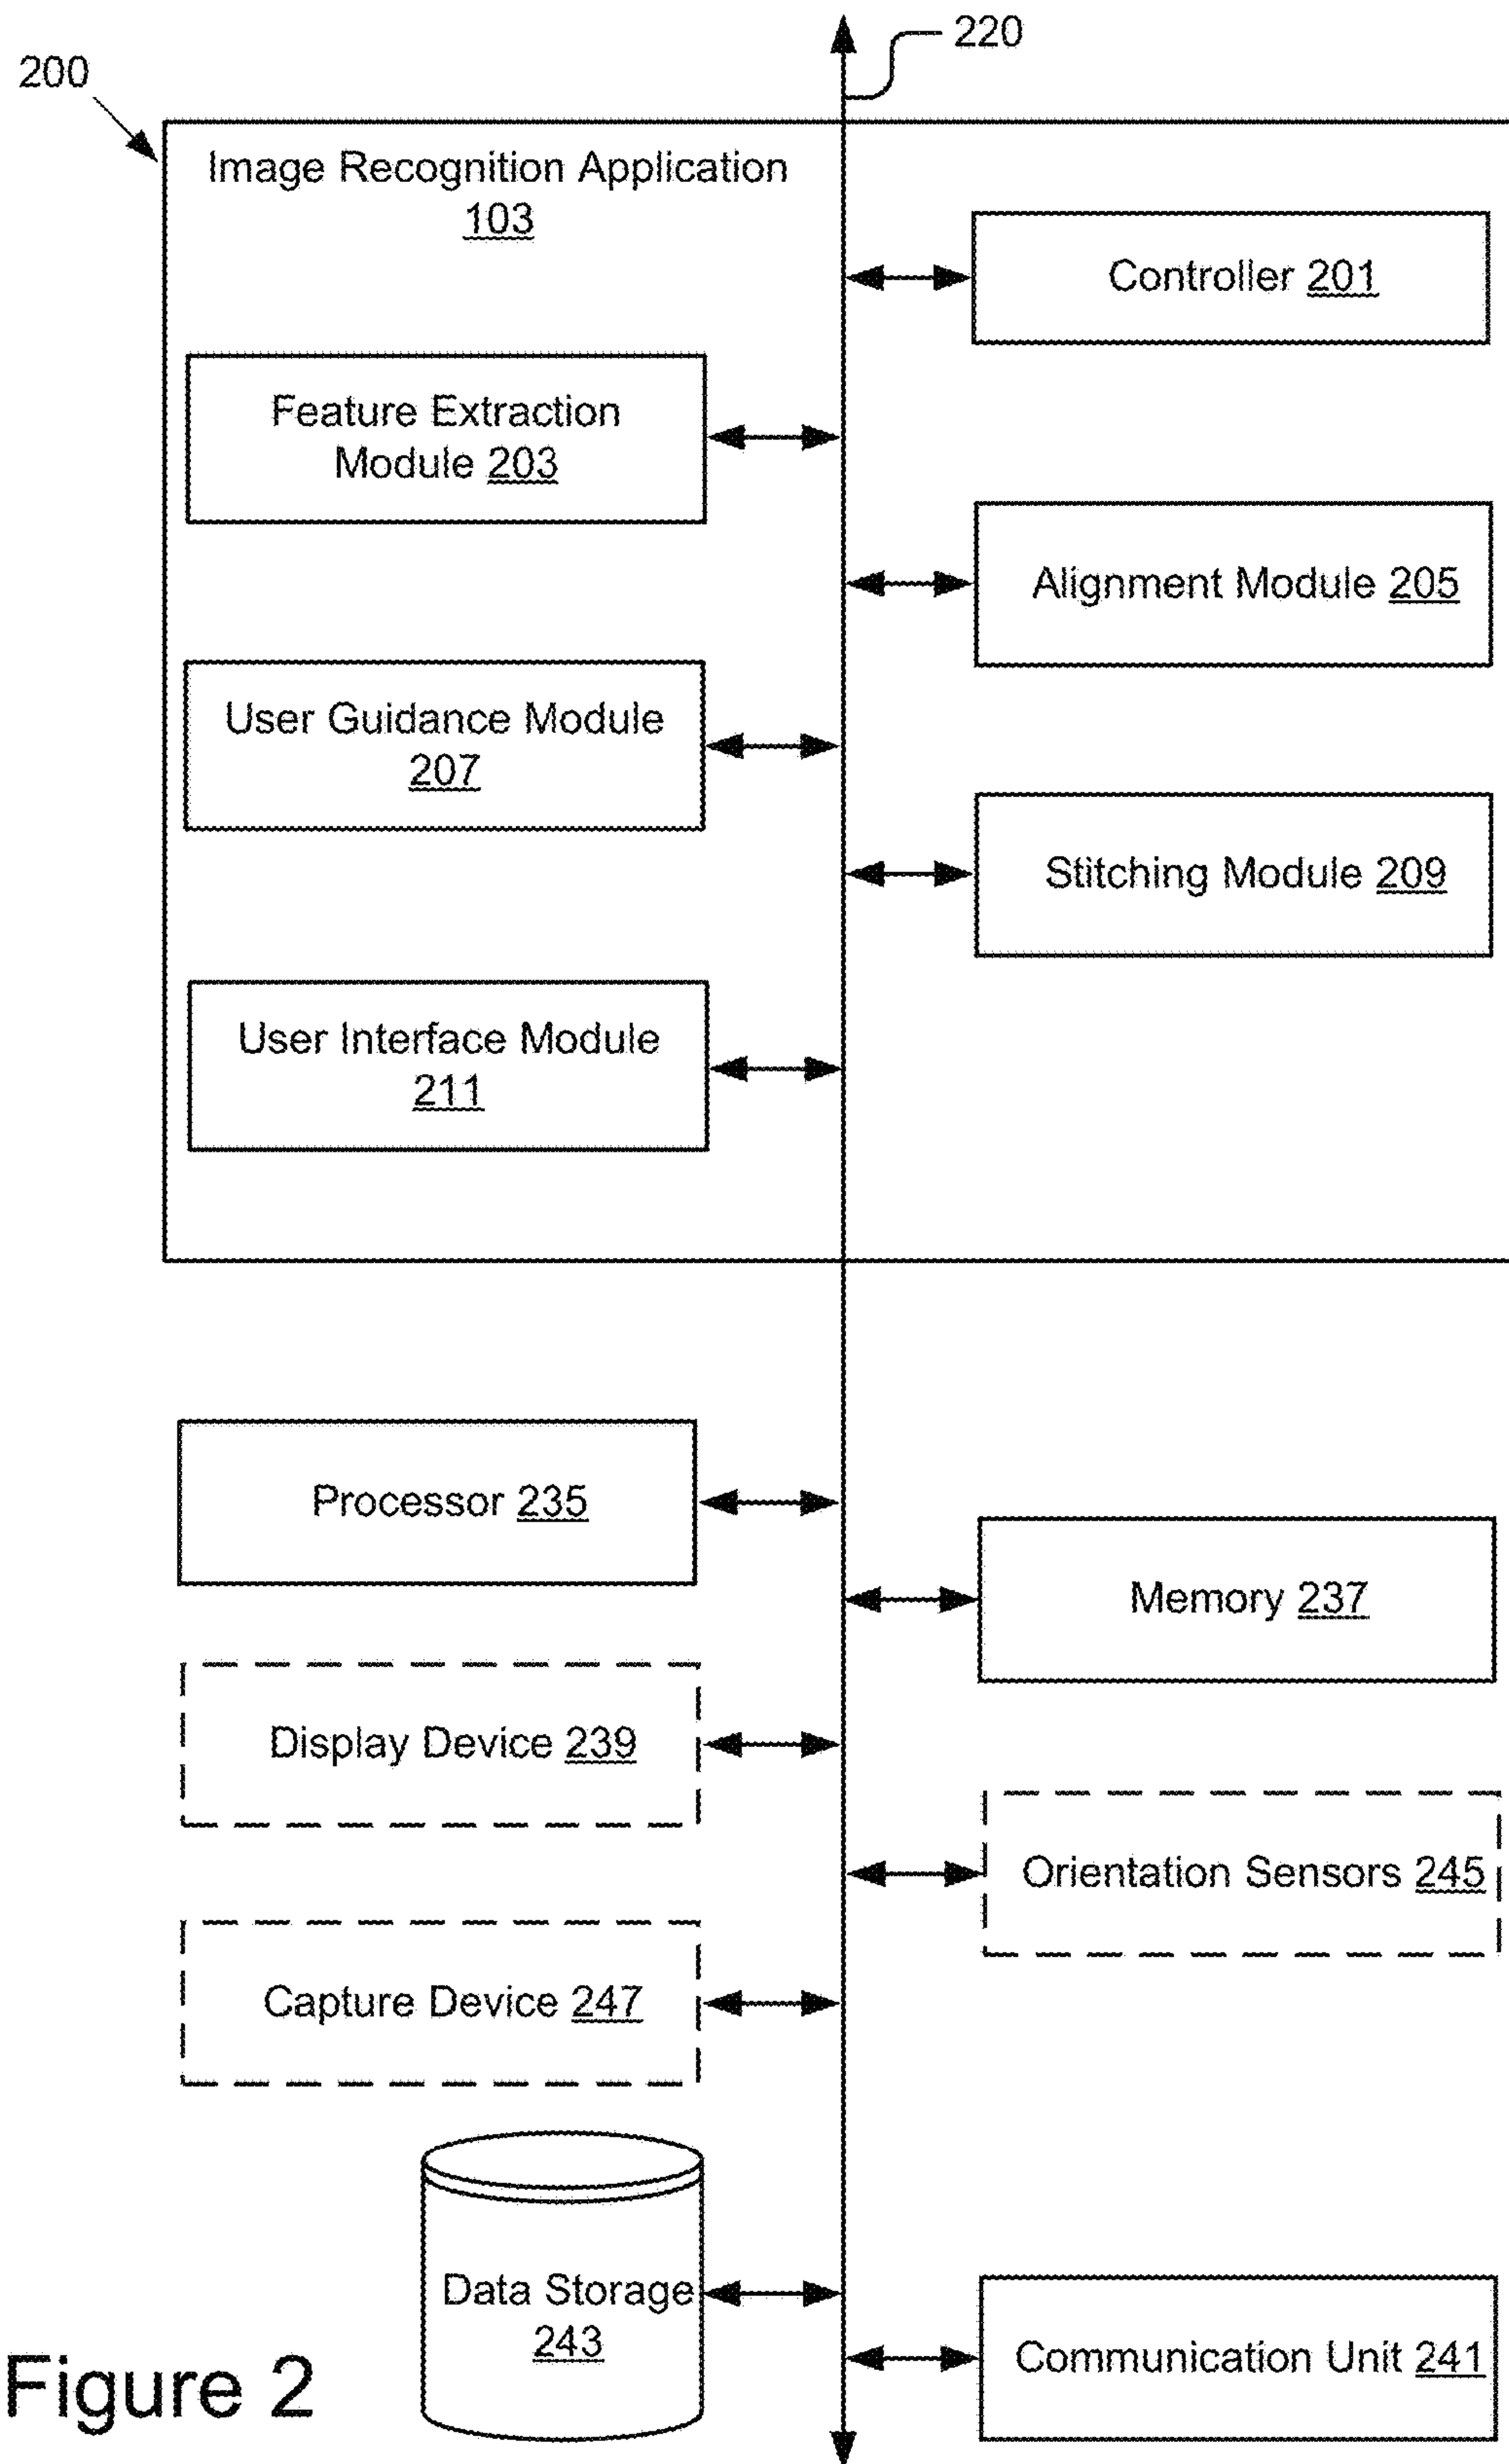 220
200
Image Recognition Application
103
Controller 201
Feature Extraction
Module 203
Alignment Module 205
User Guidance Module
207
Stitching Module 209
User Interface Module
211
Processor 235
Memory 237
Display Device 239
Orientation Sensors 245
Capture Device 247
Data Storage
243
Communication Unit 241
Figure 2